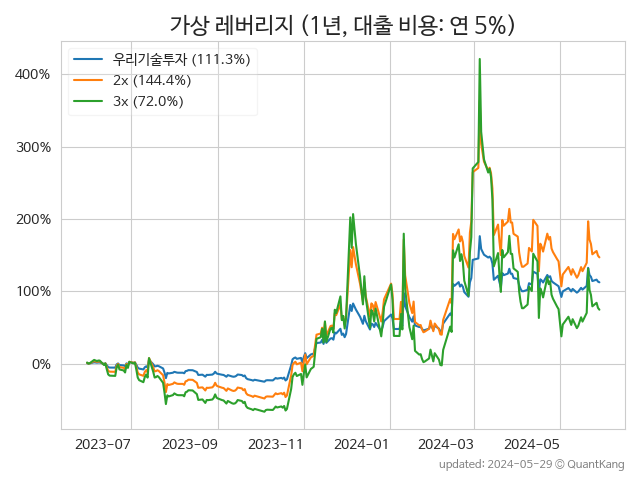 가상 레버리지 (1년, 대출 비용: 연 5%)
우리기술투자 (111.3%)
2x (144.4%)
3x (72.0%)
400%
300%
200%
100%
0%
2023-07
2023-09
2023-11
2024-01
2024-03
2024-05
updated: 2024-05-29 ⓒ QuantKang